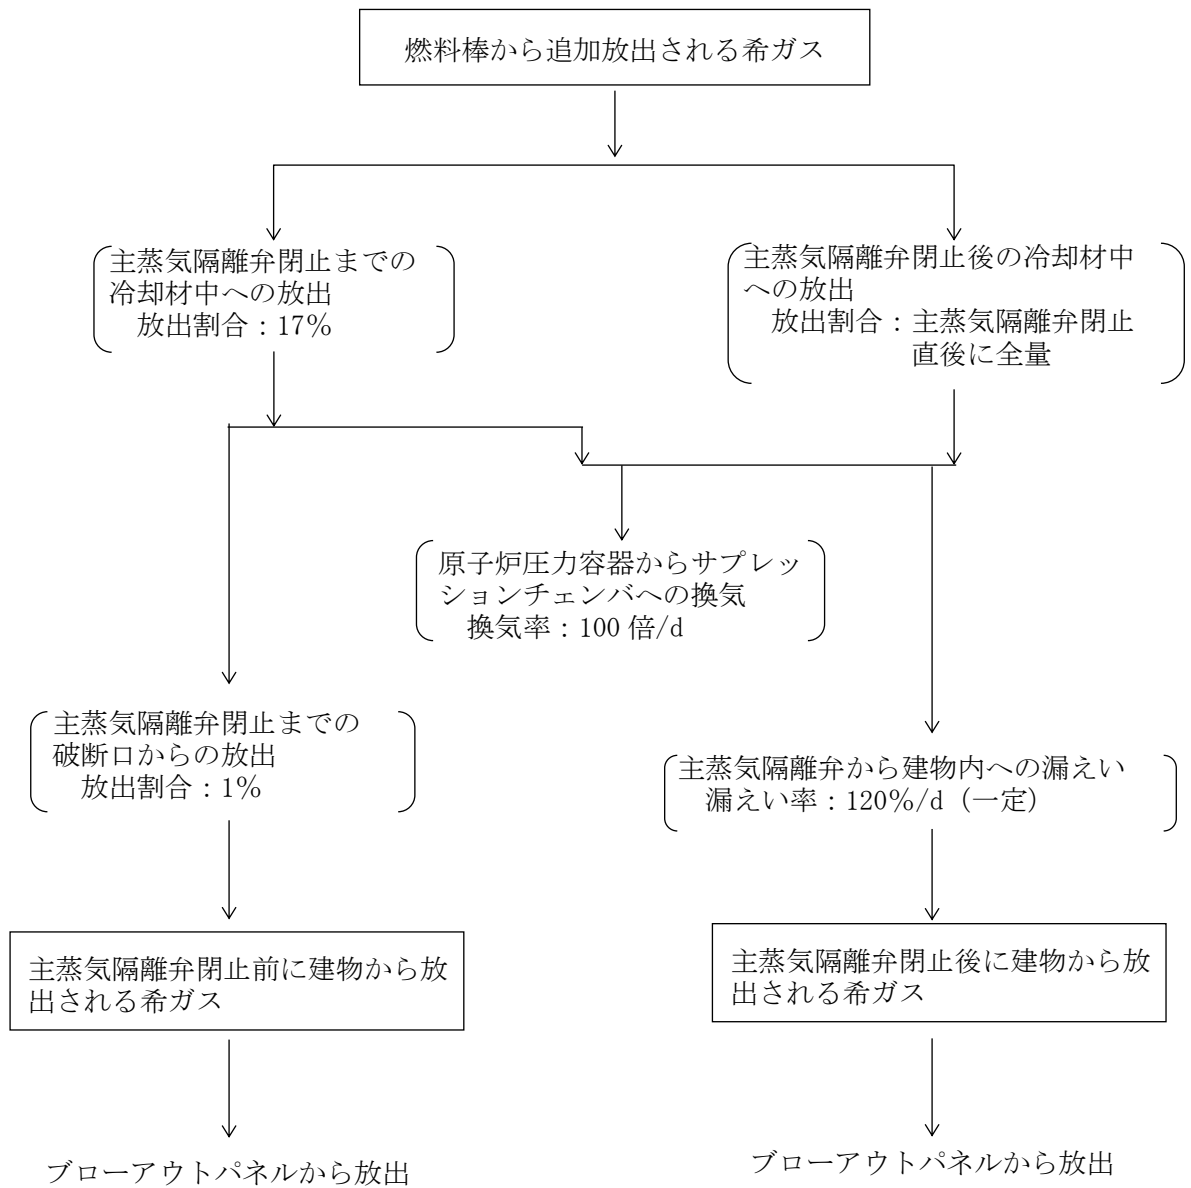 燃料棒から追加放出される希ガス
主蒸気隔離弁閉止までの
冷却材中への放出
放出割合：17％
主蒸気隔離弁閉止後の冷却材中
への放出
放出割合：主蒸気隔離弁閉止
直後に全量
原子炉圧力容器からサプレッ
ションチェンバへの換気
換気率：100 倍/d
主蒸気隔離弁閉止までの
破断口からの放出
放出割合：1％
主蒸気隔離弁から建物内への漏えい
漏えい率：120％/d（一定）
主蒸気隔離弁閉止前に建物から放
出される希ガス
主蒸気隔離弁閉止後に建物から放
出される希ガス
ブローアウトパネルから放出
ブローアウトパネルから放出